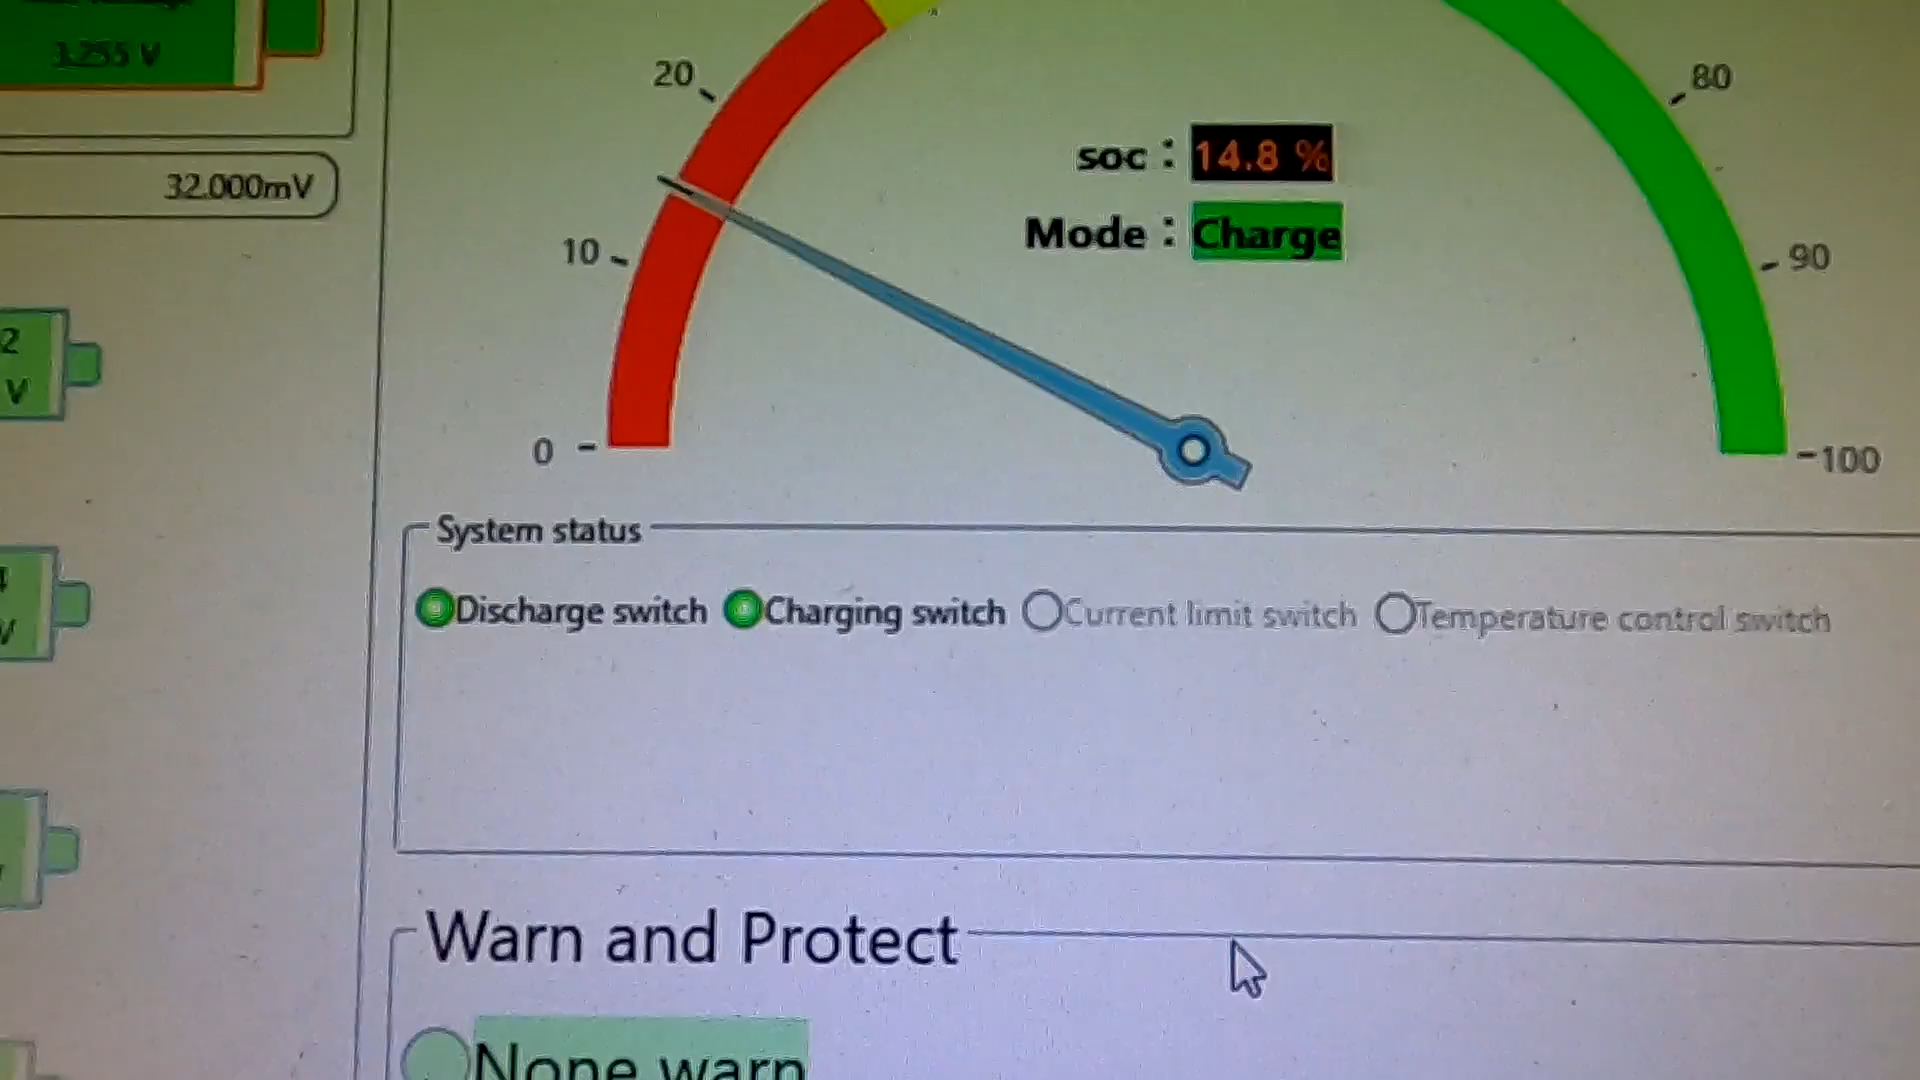 3.255 V
32.000mV
2
V
20
10
0
80
90
100
soc : 14.8 %
Mode : Charge
System status
Discharge switch Charging switch Current limit switch Temperature control switch
Warn and Protect
None warn